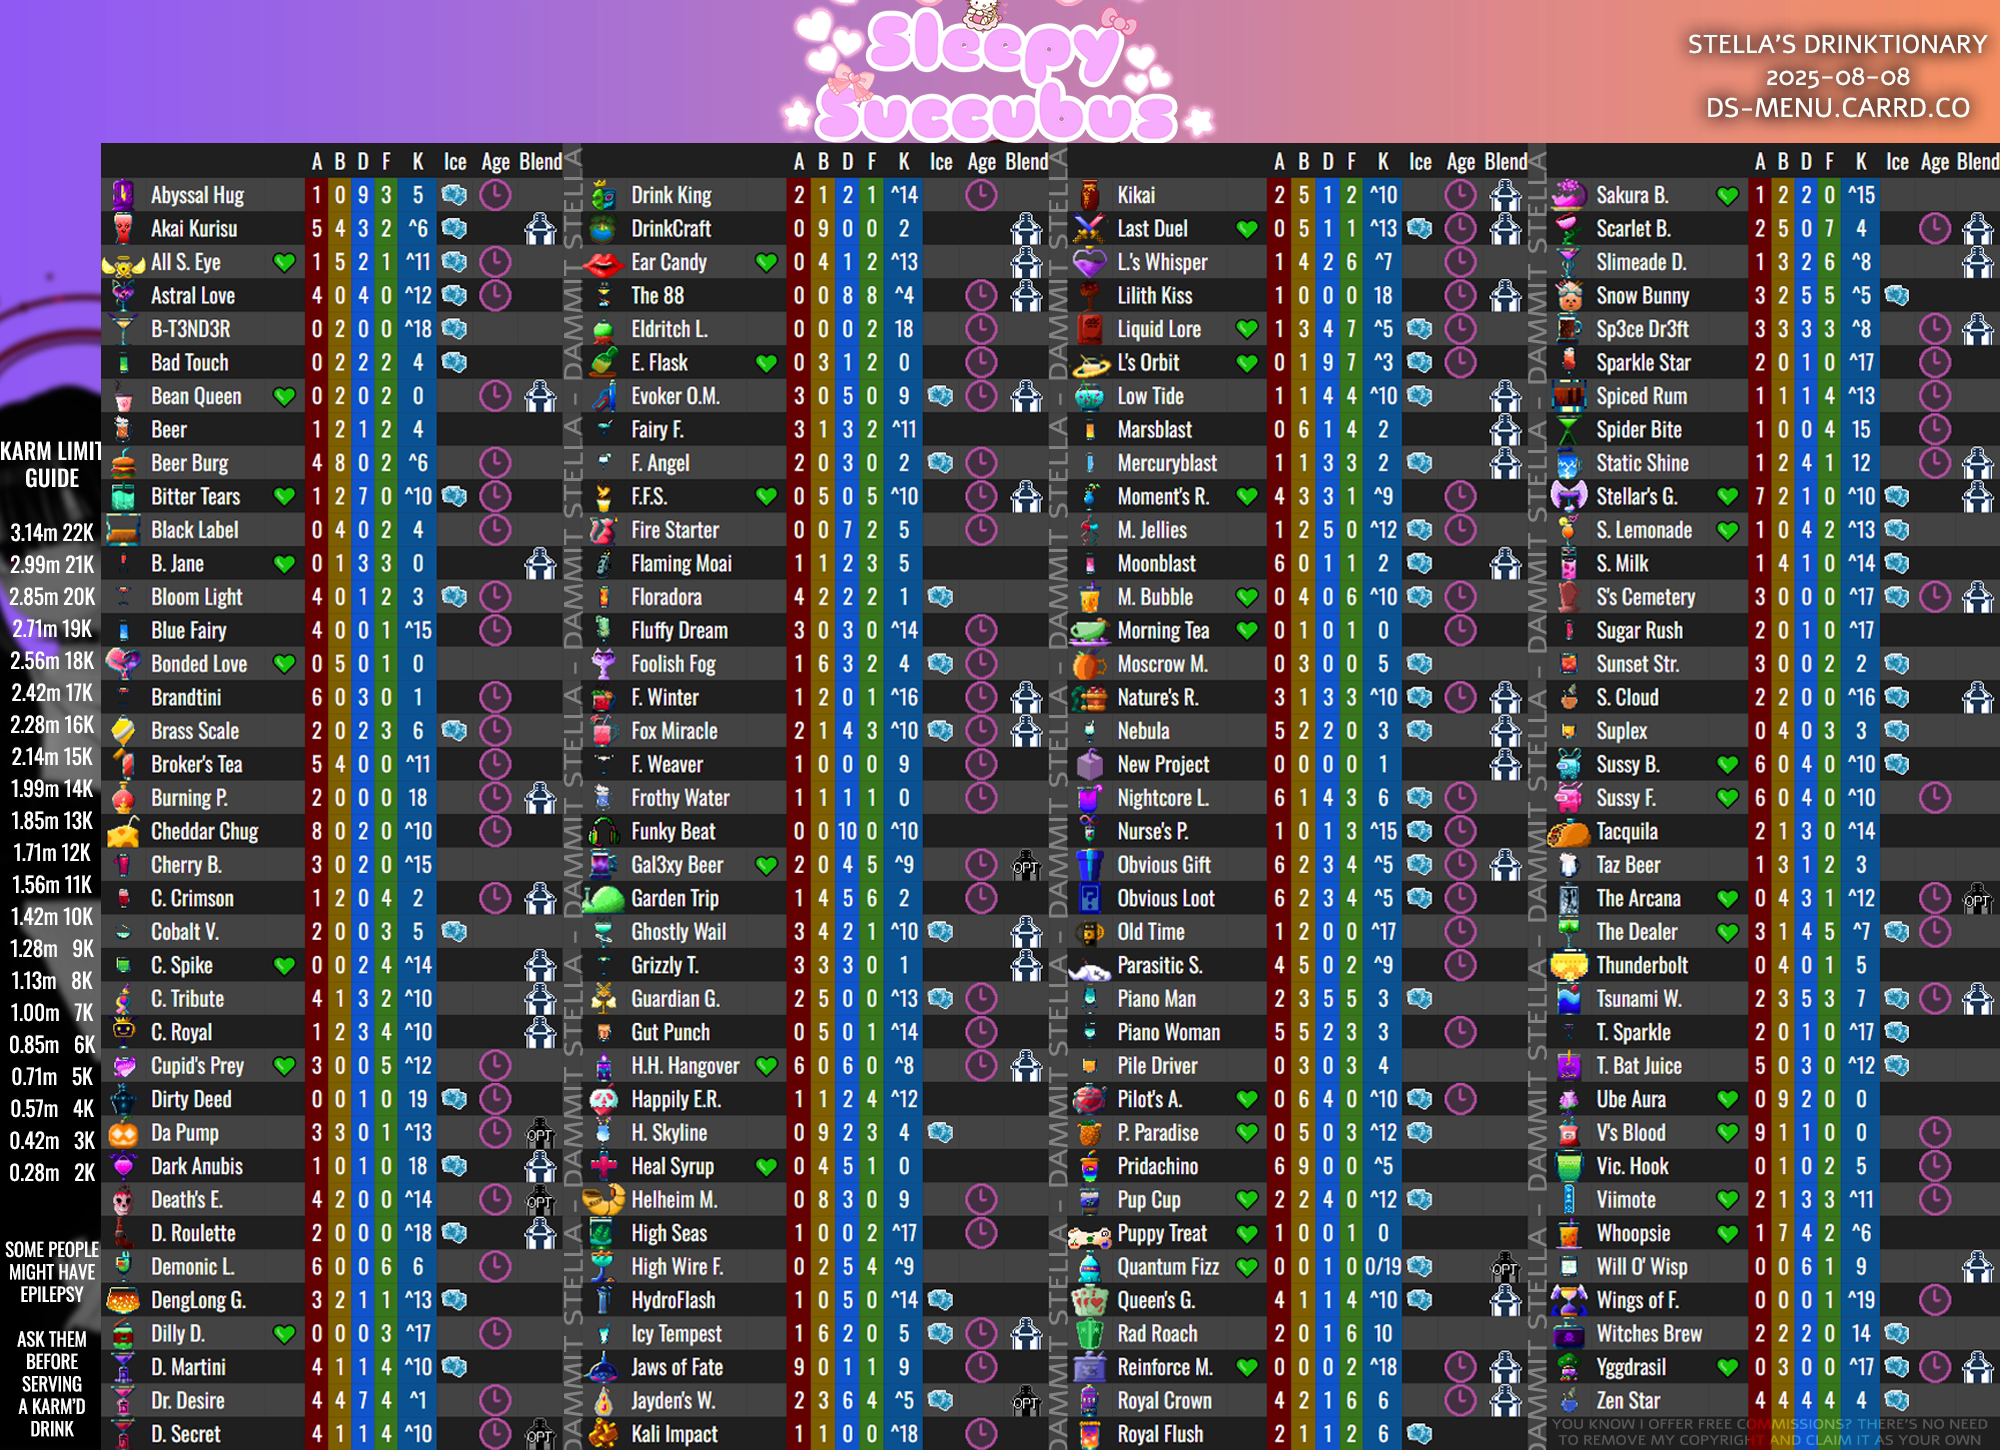 Sleepy
Succubus
STELLA'S DRINKTIONARY
2025-08-08
DS-MENU.CARRD.CO
KARM LIMIT
GUIDE
3.14m 22K
2.99m 21K
2.85m 20K
2.71m 19K
2.56m 18K
2.42m 17K
2.28m 16K
2.14m 15K
1.99m 14K
1.85m 13K
1.71m 12K
1.56m 11K
1.42m 10K
1.28m 9K
1.13m 8K
1.00m 7K
0.85m 6K
0.71m 5K
0.57m 4K
0.42m 3K
0.28m 2K
SOME PEOPLE
MIGHT HAVE
EPILEPSY
ASK THEM
BEFORE
SERVING
A KARM'D
DRINK
A B D F K Ice Age Blend
Abyssal Hug 1 0 9 3 5
Akai Kurisu 5 4 3 2 ^6
All S. Eye 1 5 2 1 ^11
Astral Love 4 0 4 0 ^12
B-T3ND3R 0 2 0 0 ^18
Bad Touch 0 2 2 2 4
Bean Queen 0 2 0 2 0
Beer 1 2 1 2 4
Beer Burg 4 8 0 2 ^6
Bitter Tears 1 2 7 0 ^10
Black Label 0 4 0 2 4
B. Jane 0 1 3 3 0
Bloom Light 4 0 1 2 3
Blue Fairy 4 0 0 1 ^15
Bonded Love 0 5 0 1 0
Brandtini 6 0 3 0 1
Brass Scale 2 0 2 3 6
Broker's Tea 5 4 0 0 ^11
Burning P. 2 0 0 0 18
Cheddar Chug 8 0 2 0 ^10
Cherry B. 3 0 2 0 ^15
C. Crimson 1 2 0 4 2
Cobalt V. 2 0 0 3 5
C. Spike 0 0 2 4 ^14
C. Tribute 4 1 3 2 ^10
C. Royal 1 2 3 4 ^10
Cupid's Prey 3 0 0 5 ^12
Dirty Deed 0 0 1 0 19
Da Pump 3 3 0 1 ^13 OPT
Dark Anubis 1 0 1 0 18
Death's E. 4 2 0 0 ^14 OPT
D. Roulette 2 0 0 0 ^18
Demonic L. 6 0 0 6 6
DengLong G. 3 2 1 1 ^13
Dilly D. 0 0 0 3 ^17
D. Martini 4 1 1 4 ^10
Dr. Desire 4 4 7 4 ^1
D. Secret 4 1 1 4 ^10 OPT
DAMMIT STELLA - DAMMIT STELLA - DAMMIT STELLA - DAMMIT STELLA
A B D F K Ice Age Blend
Drink King 2 1 2 1 ^14
DrinkCraft 0 9 0 0 2
Ear Candy 0 4 1 2 ^13
The 88 0 0 8 8 ^4
Eldritch L. 0 0 0 2 18
E. Flask 0 3 1 2 0
Evoker O.M. 3 0 5 0 9
Fairy F. 3 1 3 2 ^11
F. Angel 2 0 3 0 2
F.F.S. 0 5 0 5 ^10
Fire Starter 0 0 7 2 5
Flaming Moai 1 1 2 3 5
Floradora 4 2 2 2 1
Fluffy Dream 3 0 3 0 ^14
Foolish Fog 1 6 3 2 4
F. Winter 1 2 0 1 ^16
Fox Miracle 2 1 4 3 ^10
F. Weaver 1 0 0 0 9
Frothy Water 1 1 1 1 0
Funky Beat 0 0 10 0 ^10
Gal3xy Beer 2 0 4 5 ^9 OPT
Garden Trip 1 4 5 6 2
Ghostly Wail 3 4 2 1 ^10
Grizzly T. 3 3 3 0 1
Guardian G. 2 5 0 0 ^13
Gut Punch 0 5 0 1 ^14
H.H. Hangover 6 0 6 0 ^8
Happily E.R. 1 1 2 4 ^12
H. Skyline 0 9 2 3 4
Heal Syrup 0 4 5 1 0
Helheim M. 0 8 3 0 9
High Seas 1 0 0 2 ^17
High Wire F. 0 2 5 4 ^9
HydroFlash 1 0 5 0 ^14
Icy Tempest 1 6 2 0 5
Jaws of Fate 9 0 1 1 9
Jayden's W. 2 3 6 4 ^5 OPT
Kali Impact 1 1 0 0 ^18
DAMMIT STELLA - DAMMIT STELLA - DAMMIT STELLA - DAMMIT STELLA
A B D F K Ice Age Blend
Kikai 2 5 1 2 ^10
Last Duel 0 5 1 1 ^13
L.'s Whisper 1 4 2 6 ^7
Lilith Kiss 1 0 0 0 18
Liquid Lore 1 3 4 7 ^5
L's Orbit 0 1 9 7 ^3
Low Tide 1 1 4 4 ^10
Marsblast 0 6 1 4 2
Mercuryblast 1 1 3 3 2
Moment's R. 4 3 3 1 ^9
M. Jellies 1 2 5 0 ^12
Moonblast 6 0 1 1 2
M. Bubble 0 4 0 6 ^10
Morning Tea 0 1 0 1 0
Moscrow M. 0 3 0 0 5
Nature's R. 3 1 3 3 ^10
Nebula 5 2 2 0 3
New Project 0 0 0 0 1
Nightcore L. 6 1 4 3 6
Nurse's P. 1 0 1 3 ^15
Obvious Gift 6 2 3 4 ^5
Obvious Loot 6 2 3 4 ^5
Old Time 1 2 0 0 ^17
Parasitic S. 4 5 0 2 ^9
Piano Man 2 3 5 5 3
Piano Woman 5 5 2 3 3
Pile Driver 0 3 0 3 4
Pilot's A. 0 6 4 0 ^10
P. Paradise 0 5 0 3 ^12
Pridachino 6 9 0 0 ^5
Pup Cup 2 2 4 0 ^12
Puppy Treat 1 0 0 1 0
Quantum Fizz 0 0 1 0 0/19 OPT
Queen's G. 4 1 1 4 ^10
Rad Roach 2 0 1 6 10
Reinforce M. 0 0 0 2 ^18
Royal Crown 4 2 1 6 6
Royal Flush 2 1 1 2 6
DAMMIT STELLA - DAMMIT STELLA - DAMMIT STELLA - DAMMIT STELLA
A B D F K Ice Age Blend
Sakura B. 1 2 2 0 ^15
Scarlet B. 2 5 0 7 4
Slimeade D. 1 3 2 6 ^8
Snow Bunny 3 2 5 5 ^5
Sp3ce Dr3ft 3 3 3 3 ^8
Sparkle Star 2 0 1 0 ^17
Spiced Rum 1 1 1 4 ^13
Spider Bite 1 0 0 4 15
Static Shine 1 2 4 1 12
Stellar's G. 7 2 1 0 ^10
S. Lemonade 1 0 4 2 ^13
S. Milk 1 4 1 0 ^14
S's Cemetery 3 0 0 0 ^17
Sugar Rush 2 0 1 0 ^17
Sunset Str. 3 0 0 2 2
S. Cloud 2 2 0 0 ^16
Suplex 0 4 0 3 3
Sussy B. 6 0 4 0 ^10
Sussy F. 6 0 4 0 ^10
Tacquila 2 1 3 0 ^14
Taz Beer 1 3 1 2 3
The Arcana 0 4 3 1 ^12 OPT
The Dealer 3 1 4 5 ^7
Thunderbolt 0 4 0 1 5
Tsunami W. 2 3 5 3 7
T. Sparkle 2 0 1 0 ^17
T. Bat Juice 5 0 3 0 ^12
Ube Aura 0 9 2 0 0
V's Blood 9 1 1 0 0
Vic. Hook 0 1 0 2 5
Viimote 2 1 3 3 ^11
Whoopsie 1 7 4 2 ^6
Will O' Wisp 0 0 6 1 9
Wings of F. 0 0 0 1 ^19
Witches Brew 2 2 2 0 14
Yggdrasil 0 3 0 0 ^17
Zen Star 4 4 4 4 4
YOU KNOW I OFFER FREE COMMISSIONS? THERE'S NO NEED
TO REMOVE MY COPYRIGHT AND CLAIM IT AS YOUR OWN